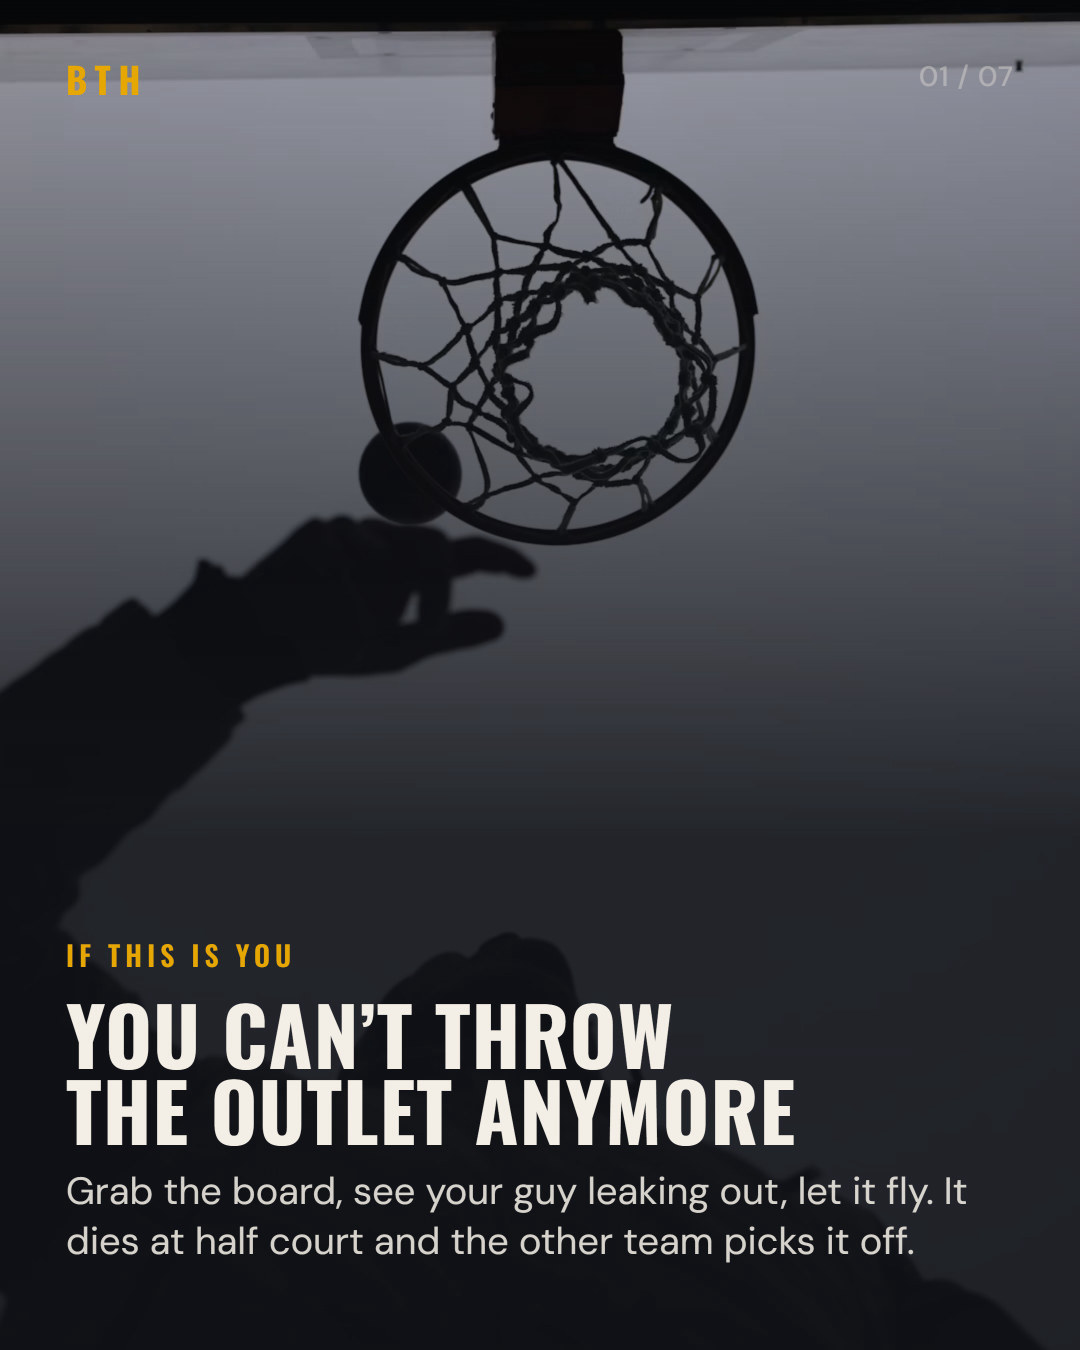 BTH
01 / 07
IF THIS IS YOU
YOU CAN’T THROW
THE OUTLET ANYMORE
Grab the board, see your guy leaking out, let it fly. It
dies at half court and the other team picks it off.